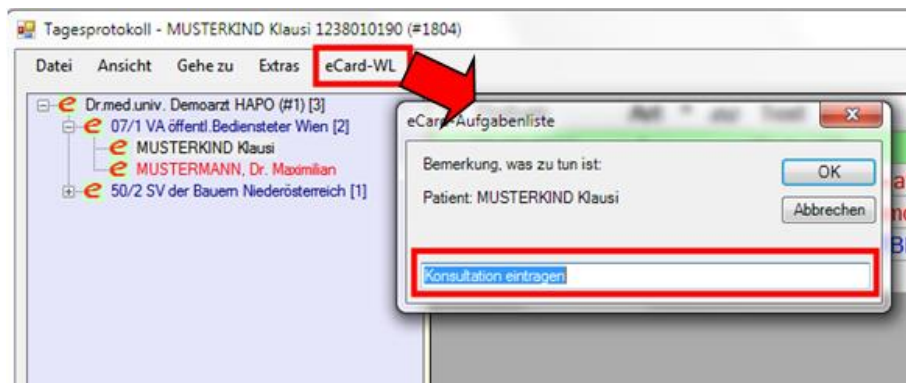 Tagesprotokoll - MUSTERKIND Klausi 1238010190 (#1804)
Datei Ansicht Gehe zu Extras eCard-WL
Dr.med.univ. Demoarzt HAPO (#1) [3]
07/1 VA öffentl.Bediensteter Wien [2]
MUSTERKIND Klausi
MUSTERMANN, Dr. Maximilian
50/2 SV der Bauern Niederösterreich [1]
eCard-Aufgabenliste
Bemerkung, was zu tun ist:
OK
Patient: MUSTERKIND Klausi
Abbrechen
Konsultation eintragen